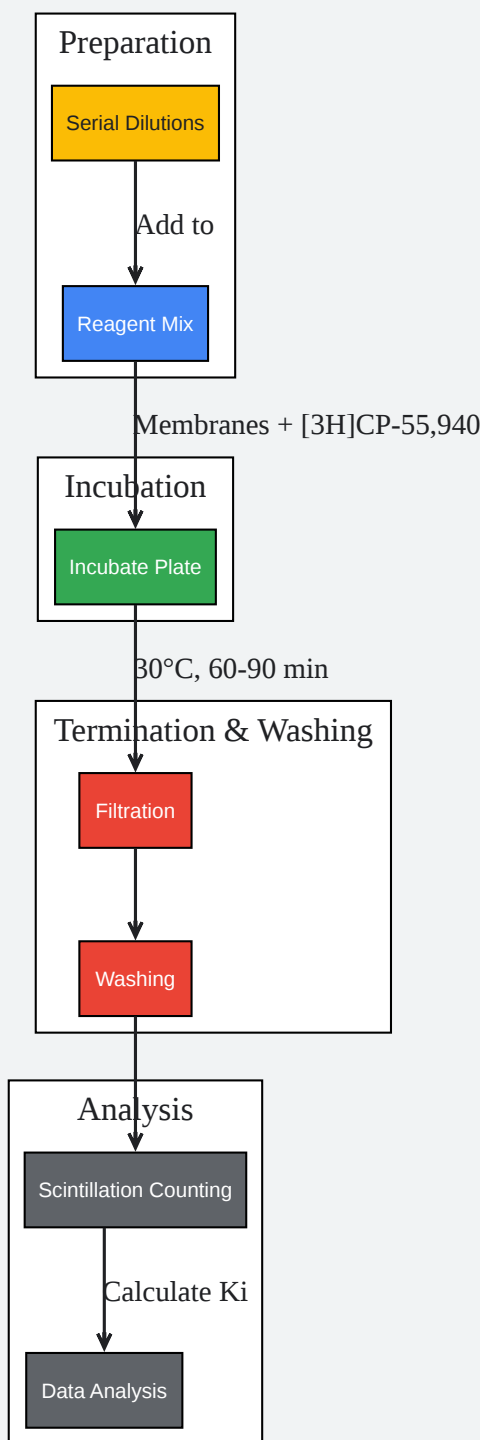 Preparation
Serial Dilutions
Add to
Reagent Mix
Membranes + [3H]CP-55,940
Incubation
Incubate Plate
30°C, 60-90 min
Termination & Washing
Filtration
Washing
Analysis
Scintillation Counting
Calculate Ki
Data Analysis